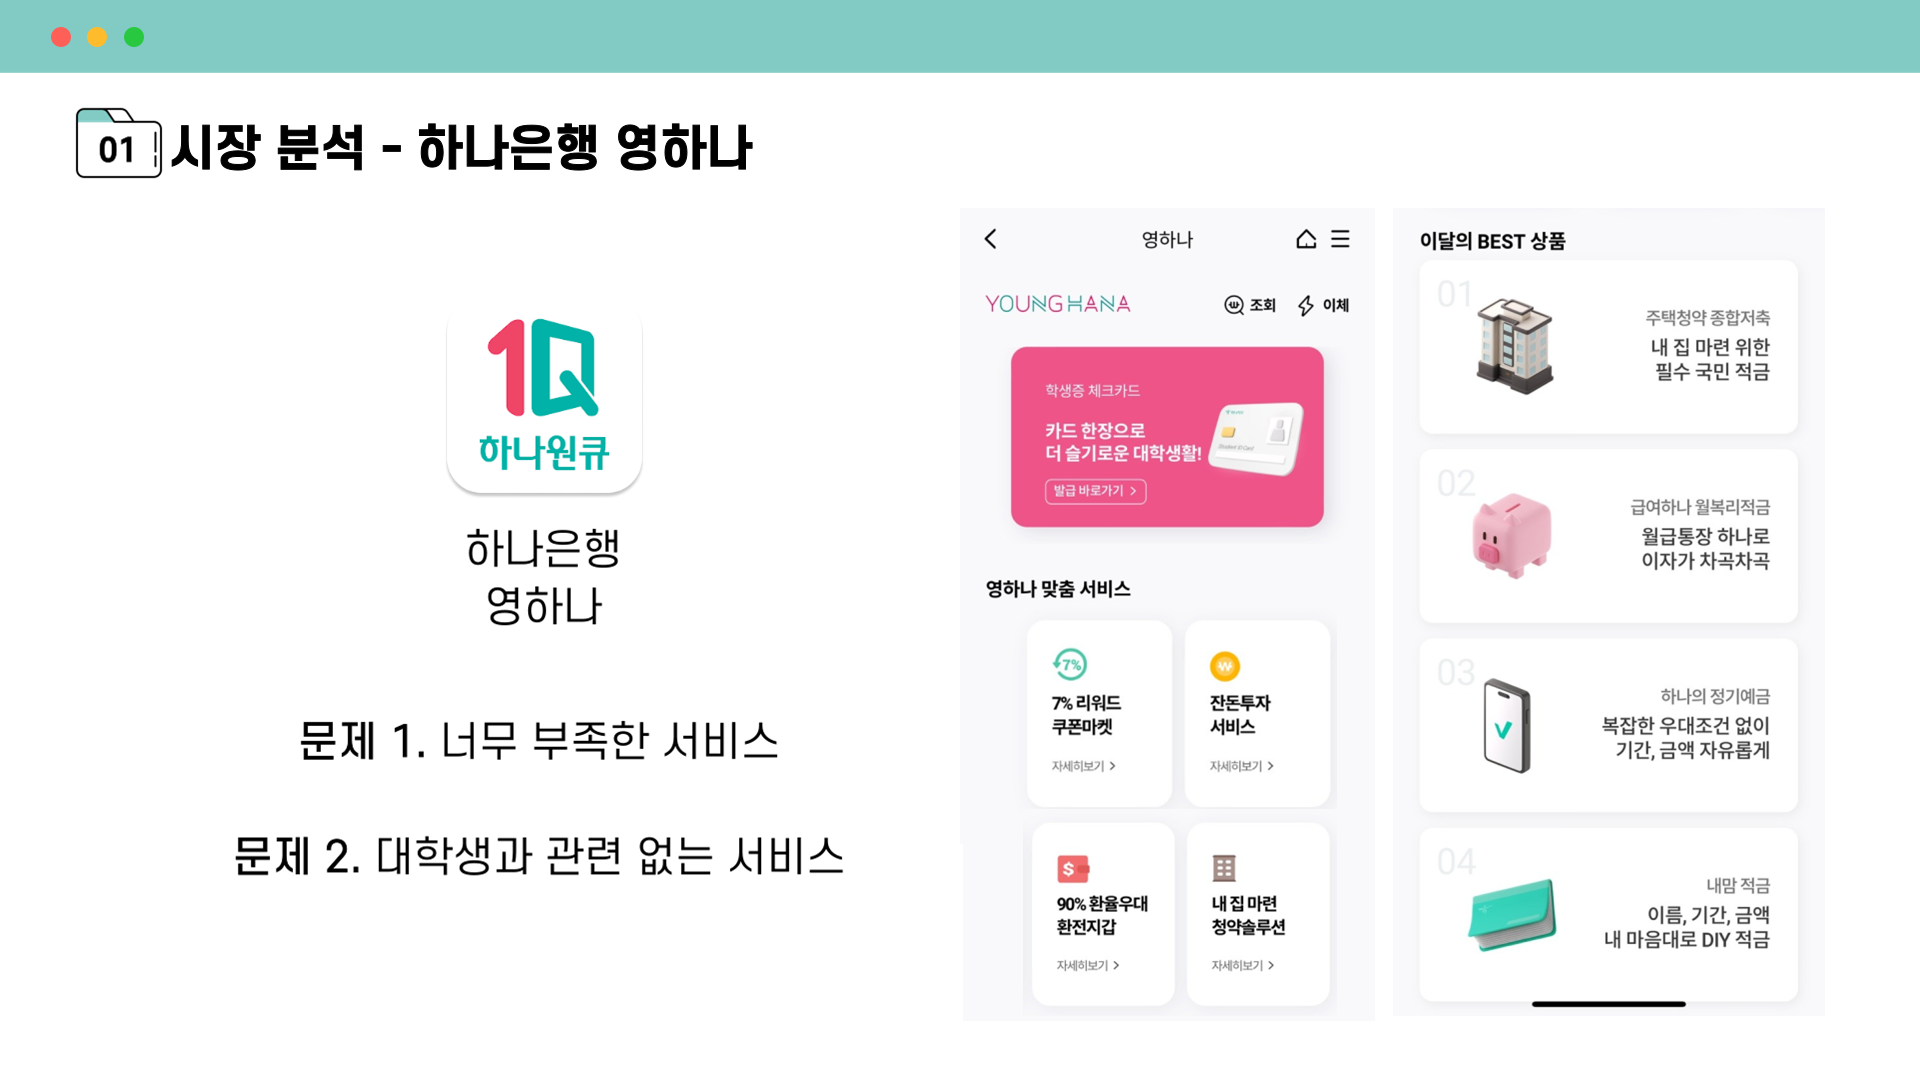 01 시장 분석 - 하나은행 영하나
1Q
하나원큐
하나은행
영하나
문제 1. 너무 부족한 서비스
문제 2. 대학생과 관련 없는 서비스
영하나
YOUNG HANA
조회
이체
학생증 체크카드
카드 한장으로
더 슬기로운 대학생활!
발급 바로가기 >
Student ID Card
영하나 맞춤 서비스
7%
7% 리워드
쿠폰마켓
자세히보기 >
잔돈투자
서비스
자세히보기 >
90% 환율우대
환전지갑
자세히보기 >
내 집 마련
청약솔루션
자세히보기 >
이달의 BEST 상품
01
주택청약 종합저축
내 집 마련 위한
필수 국민 적금
02
급여하나 월복리적금
월급통장 하나로
이자가 차곡차곡
03
하나의 정기예금
복잡한 우대조건 없이
기간, 금액 자유롭게
04
내맘 적금
이름, 기간, 금액
내 마음대로 DIY 적금